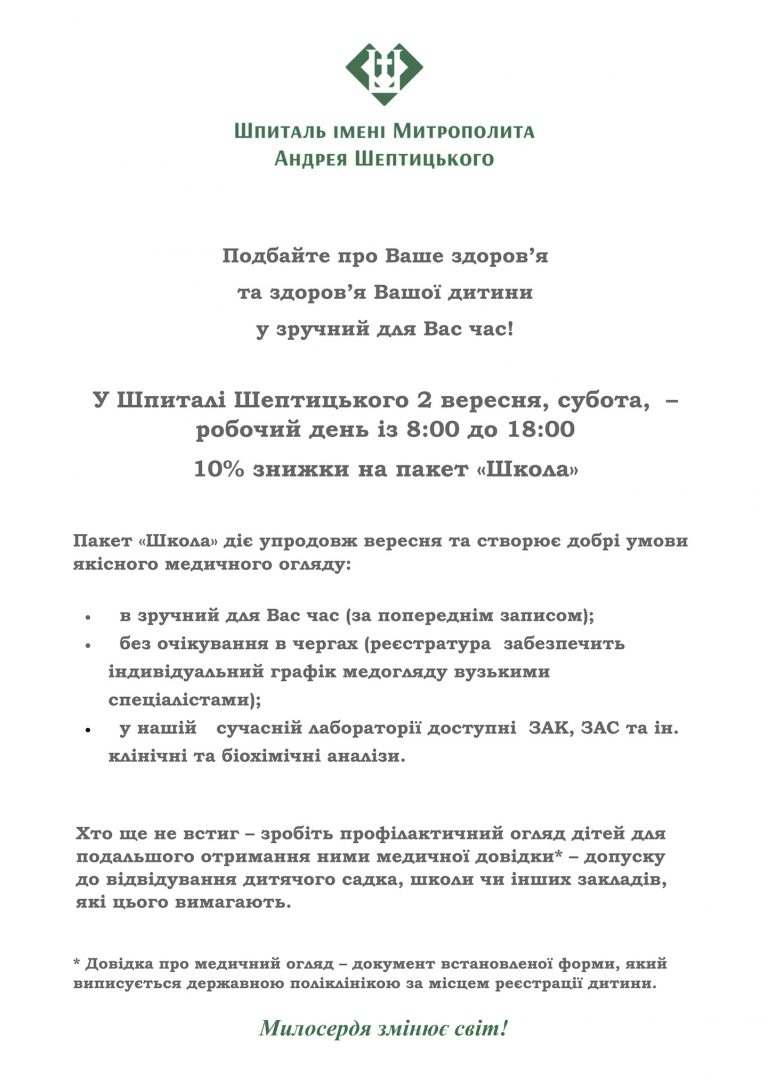 Шпиталь імені Митрополита
Андрея Шептицького
Подбайте про Ваше здоров’я
та здоров’я Вашої дитини
у зручний для Вас час!
У Шпиталі Шептицького 2 вересня, субота,  –
робочий день із 8:00 до 18:00
10% знижки на пакет «Школа»
Пакет «Школа» діє упродовж вересня та створює добрі умови
якісного медичного огляду:
• в зручний для Вас час (за попереднім записом);
• без очікування в чергах (реєстратура  забезпечить
індивідуальний графік медогляду вузькими
спеціалістами);
• у нашій  сучасній лабораторії доступні  ЗАК, ЗАС та ін.
клінічні та біохімічні аналізи.
Хто ще не встиг – зробіть профілактичний огляд дітей для
подальшого отримання ними медичної довідки* – допуску
до відвідування дитячого садка, школи чи інших закладів,
які цього вимагають.
* Довідка про медичний огляд – документ встановленої форми, який
виписується державною поліклінікою за місцем реєстрації дитини.
Милосердя змінює світ!